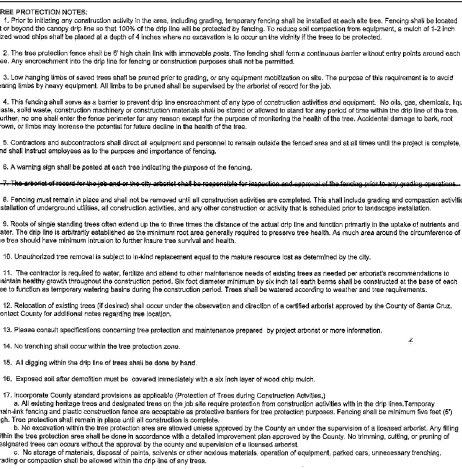 TREE PROTECTION NOTES:
1. Prior to initiating any construction activity in the area, including grading, temporary fencing shall be installed at each site tree. Fencing shall be located
t or beyond the canopy drip line so that 100% of the drip line will be protected by fencing. To reduce soil compaction from equipment, a mulch of 1-2 inch
ized wood chips shall be placed at a depth of 4 inches where no excavation is to occur un the vicinity if the trees to be protected.
2. The tree protection fence shall be 6' high chain link with immovable posts. The fencing shall form a continuous barrier without entry points around each
ee. Any encroachment into the drip line for fencing or construction purposes shall not be permitted.
3. Low hanging limbs of saved trees shall be pruned prior to grading, or any equipment mobilization on site. The purpose of this requirement is to avoid
earing limbs by heavy equipment. All limbs to be pruned shall be supervised by the arborist of record for the job.
4. This fencing shall serve as a barrier to prevent drip line encroachment of any type of construction activities and equipment. No oils, gas, chemicals, liqu
aste, solid waste, construction machinery or construction materials shall be stored or allowed to stand for any period of time within the drip line of the tree.
urther, no one shall enter the fence perimeter for any reason except for the purpose of monitoring the health of the tree. Accidental damage to bark, root
rown, or limbs may increase the potential for future decline in the health of the tree.
5. Contractors and subcontractors shall direct all equipment and personnel to remain outside the fenced area and at all times until the project is complete,
nd shall instruct employees as to the purpose and importance of fencing.
6. A warning sign shall be posted at each tree indicating the purpose of the fencing.
7. The arborist of record for the job and or the city arborist shall be responsible for inspection and approval of the fencing prior to any grading operations.
8. Fencing must remain in place and shall not be removed until all construction activities are completed. This shall include grading and compaction activitie
stallation of underground utilities, all construction activities, and any other construction or activity that is scheduled prior to landscape installation.
9. Roots of single standing trees often extend up the to three times the distance of the actual drip line and function primarily in the uptake of nutrients and
ater. The drip line is arbitrarily established as the minimum root area generally required to preserve tree health. As much area around the circumference of
e tree should have minimum intrusion to further insure tree survival and health.
10. Unauthorized tree removal is subject to in-kind replacement equal to the mature resource lost as determined by the city.
11. The contractor is required to water, fertilize and attend to other maintenance needs of existing trees as needed per arborist's recommendations to
aintain healthy growth throughout the construction period. Six foot diameter minimum by six inch tall earth berms shall be constructed at the base of each
ee to function as temporary watering basins during the construction period. Trees shall be watered according to weather and tree requirements.
12. Relocation of existing trees (if desired) shall occur under the observation and direction of a certified arborist approved by the County of Santa Cruz.
ontact County for additional notes regarding tree location.
13. Please consult specifications concerning tree protection and maintenance prepared by project arborist or more information.
14. No trenching shall occur within the tree protection zone.
15. All digging within the drip line of trees shall be done by hand.
16. Exposed soil after demolition must be covered immediately with a six inch layer of wood chip mulch.
17. Incorporate County standard provisions as applicable (Protection of Trees during Construction Activities,)
a. All existing heritage trees and designated trees on the job site require protection from construction activities with in the drip lines.Temporary
hain-link fencing and plastic construction fence are acceptable as protective barriers for tree protection purposes. Fencing shall be minimum five feet (5')
igh. Tree protection shall remain in place until all construction is complete.
b. No excavation within the tree protection area are allowed unless approved by the County an under the supervision of a licensed arborist. Any filling
ithin the tree protection area shall be done in accordance with a detailed improvement plan approved by the County. No trimming, cutting, or pruning of
esignated trees can occurs without the approval by the county and supervision of a licensed arborist.
c. No storage of materials, disposal of paints, solvents or other noxious materials, operation of equipment, parked cars, unnecessary trenching,
rading or compaction shall be allowed within the drip line of any trees.